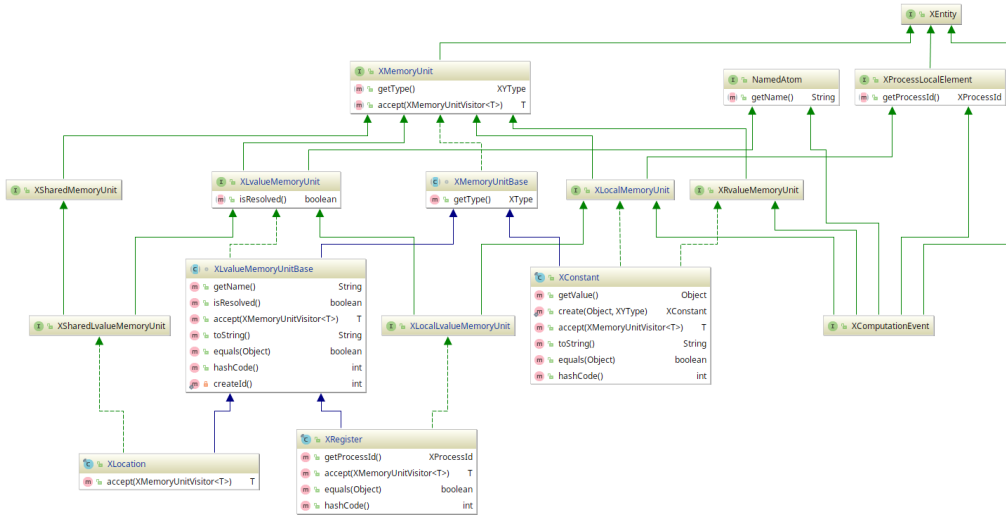 XEntity
XMemoryUnit
getType() XYType
accept(XMemoryUnitVisitor<T>) T
NamedAtom
getName() String
XProcessLocalElement
getProcessId() XProcessId
XSharedMemoryUnit
XLvalueMemoryUnit
isResolved() boolean
XMemoryUnitBase
getType() XType
XLocalMemoryUnit
XRvalueMemoryUnit
XLvalueMemoryUnitBase
getName() String
isResolved() boolean
accept(XMemoryUnitVisitor<T>) T
toString() String
equals(Object) boolean
hashCode() int
createId() int
XConstant
getValue() Object
create(Object, XYType) XConstant
accept(XMemoryUnitVisitor<T>) T
toString() String
equals(Object) boolean
hashCode() int
XSharedLvalueMemoryUnit
XLocalLvalueMemoryUnit
XComputationEvent
XLocation
accept(XMemoryUnitVisitor<T>) T
XRegister
getProcessId() XProcessId
accept(XMemoryUnitVisitor<T>) T
equals(Object) boolean
hashCode() int